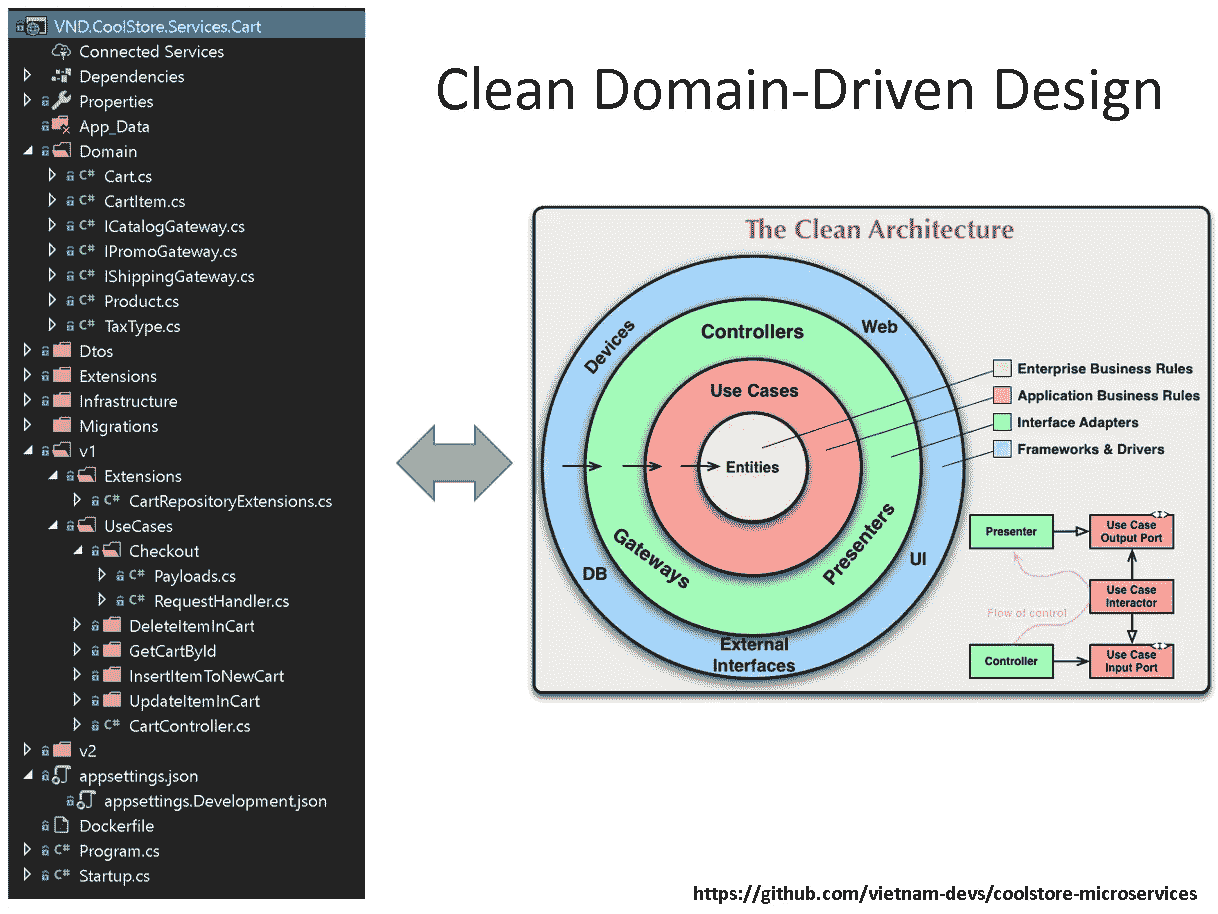 VND.CoolStore.Services.Cart
Connected Services
Dependencies
Properties
App_Data
Domain
C# Cart.cs
C# CartItem.cs
C# ICatalogGateway.cs
C# IPromoGateway.cs
C# IShippingGateway.cs
C# Product.cs
C# TaxType.cs
Dtos
Extensions
Infrastructure
Migrations
v1
Extensions
C# CartRepositoryExtensions.cs
UseCases
Checkout
C# Payloads.cs
C# RequestHandler.cs
DeleteItemInCart
GetCartById
InsertItemToNewCart
UpdateItemInCart
C# CartController.cs
v2
appsettings.json
appsettings.Development.json
Dockerfile
C# Program.cs
C# Startup.cs
Clean Domain-Driven Design
The Clean Architecture
Devices
Web
Controllers
Use Cases
Entities
Gateways
Presenters
DB
UI
External
Interfaces
Enterprise Business Rules
Application Business Rules
Interface Adapters
Frameworks & Drivers
Presenter
<I>
Use Case
Output Port
Use Case
Interactor
Flow of control
Controller
<I>
Use Case
Input Port
https://github.com/vietnam-devs/coolstore-microservices